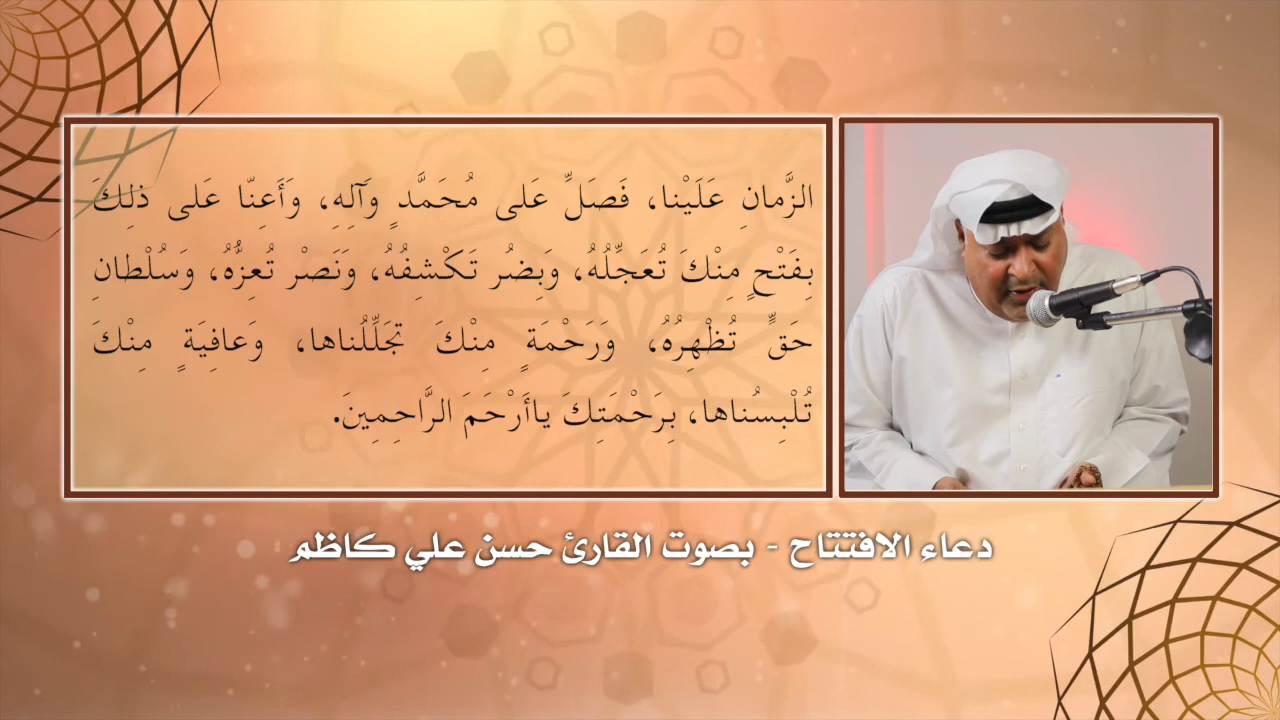 الزَّمانِ عَلَيْنا، فَصَلِّ عَلى مُحَمَّدٍ وَآلِهِ، وَأَعِنّا عَلى ذلِكَ
بِفَتْحٍ مِنْكَ تُعَجِّلُهُ، وَبِضُر تَكْشِفُهُ، وَنَصْر تُعِزُّهُ، وَسُلْطانِ
حَقٍّ تُظْهِرُهُ، وَرَحْمَةٍ مِنْكَ تَجَلِّلُناها، وَعافِيَةٍ مِنْكَ
تُلْبِسُناها، بِرَحْمَتِكَ ياأَرْحَمَ الرَّاحِمِينَ.
دعاء الافتتاح - بصوت القارئ حسن علي كاظم